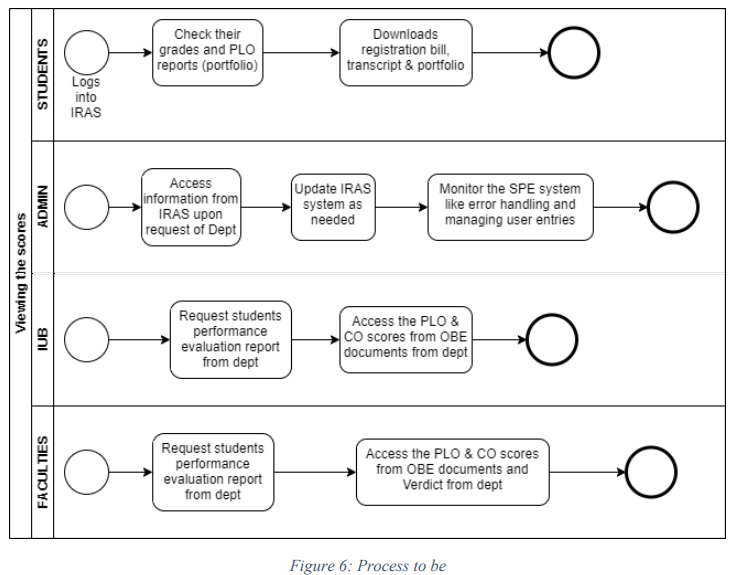 Viewing the scores
STUDENTS
Logs
into
IRAS
Check their
grades and PLO
reports (portfolio)
Downloads
registration bill,
transcript & portfolio
ADMIN
Access
information from
IRAS upon
request of Dept
Update IRAS
system as
needed
Monitor the SPE system
like error handling and
managing user entries
IUB
Request students
performance
evaluation report
from dept
Access the PLO &
CO scores from OBE
documents from dept
FACULTIES
Request students
performance
evaluation report
from dept
Access the PLO & CO scores
from OBE documents and
Verdict from dept
Figure 6: Process to be